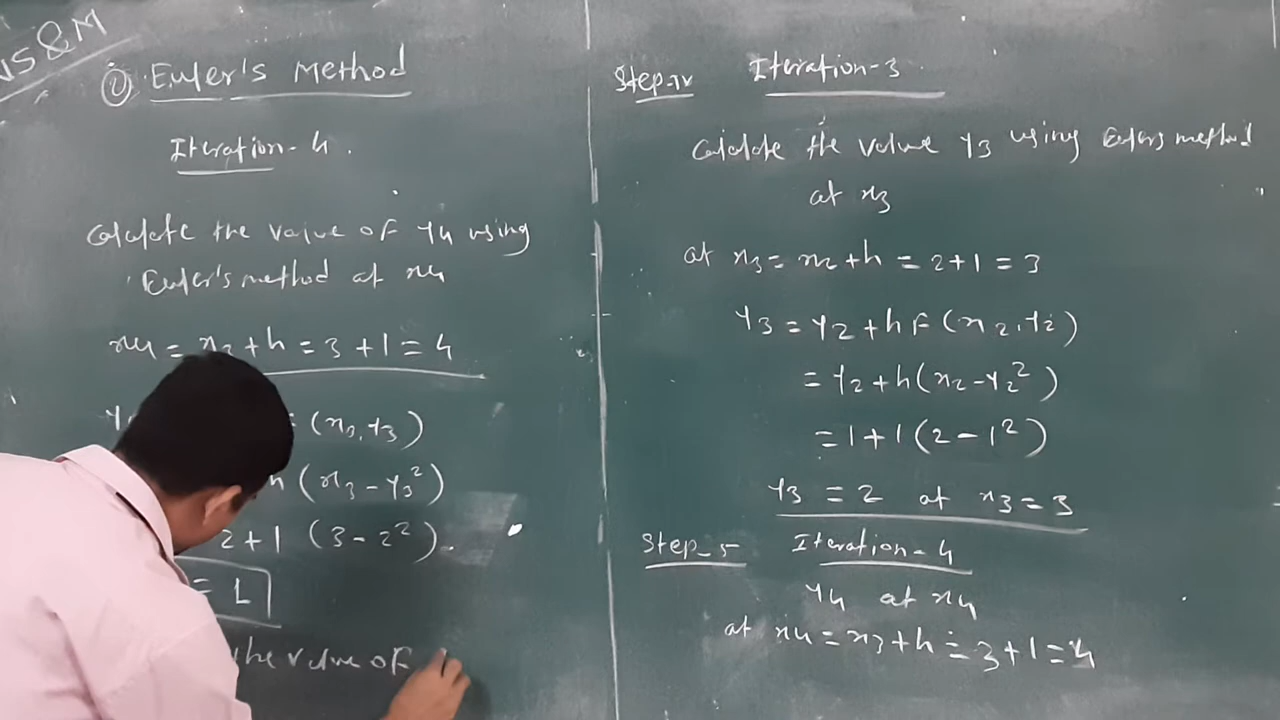 NS&M
① Euler's Method
Iteration-4.
Calculate the value of y4 using
Euler's method at x4
x4 = x3 + h = 3 + 1 = 4
(x3, y3)
h (x3 - y3²)
2 + 1 (3 - 2²).
= 1
the value of
Step-IV Iteration-3
Calculate the value y3 using Eulers method
at x3
at x3 = x2 + h = 2 + 1 = 3
y3 = y2 + h F (x2, y2)
= y2 + h (x2 - y2²)
= 1 + 1 (2 - 1²)
y3 = 2 at x3 = 3
Step-5 Iteration-4
y4 at x4
at x4 = x3 + h = 3 + 1 = 4